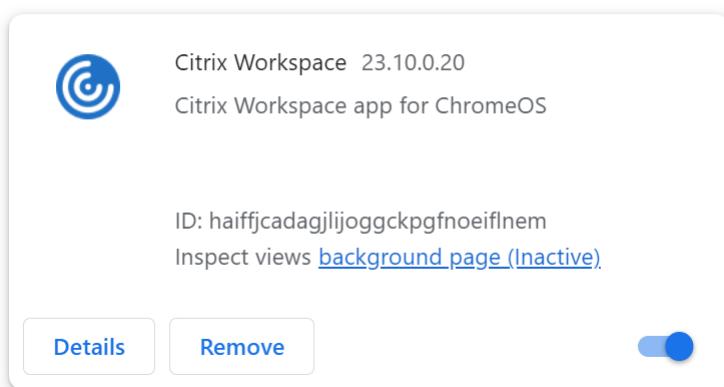 Citrix Workspace 23.10.0.20
Citrix Workspace app for ChromeOS
ID: haiffjcadagjlijoggckpgfnoeiflnem
Inspect views background page (Inactive)
Details Remove